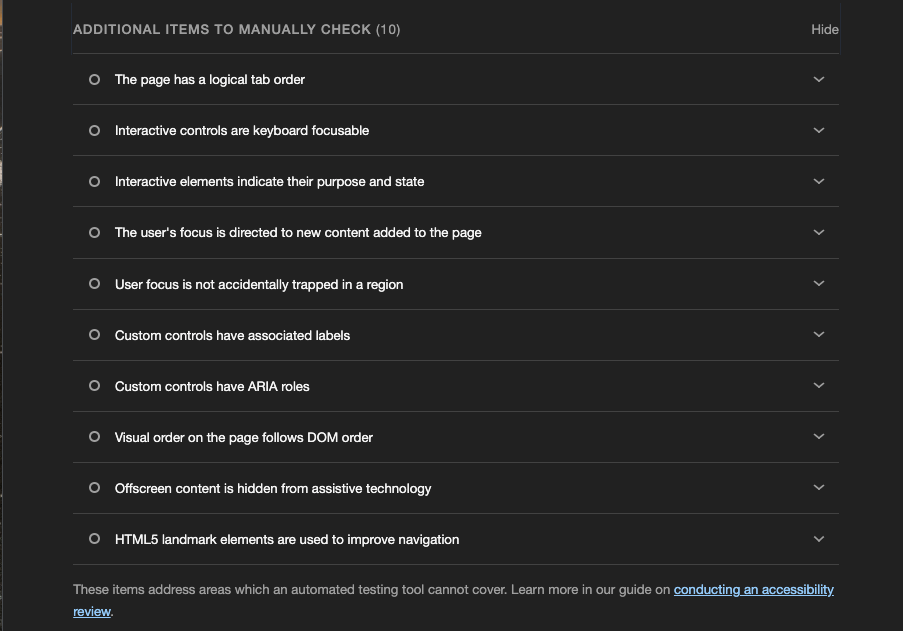 ADDITIONAL ITEMS TO MANUALLY CHECK (10)
Hide
The page has a logical tab order
Interactive controls are keyboard focusable
Interactive elements indicate their purpose and state
The user's focus is directed to new content added to the page
User focus is not accidentally trapped in a region
Custom controls have associated labels
Custom controls have ARIA roles
Visual order on the page follows DOM order
Offscreen content is hidden from assistive technology
HTML5 landmark elements are used to improve navigation
These items address areas which an automated testing tool cannot cover. Learn more in our guide on conducting an accessibility
review.